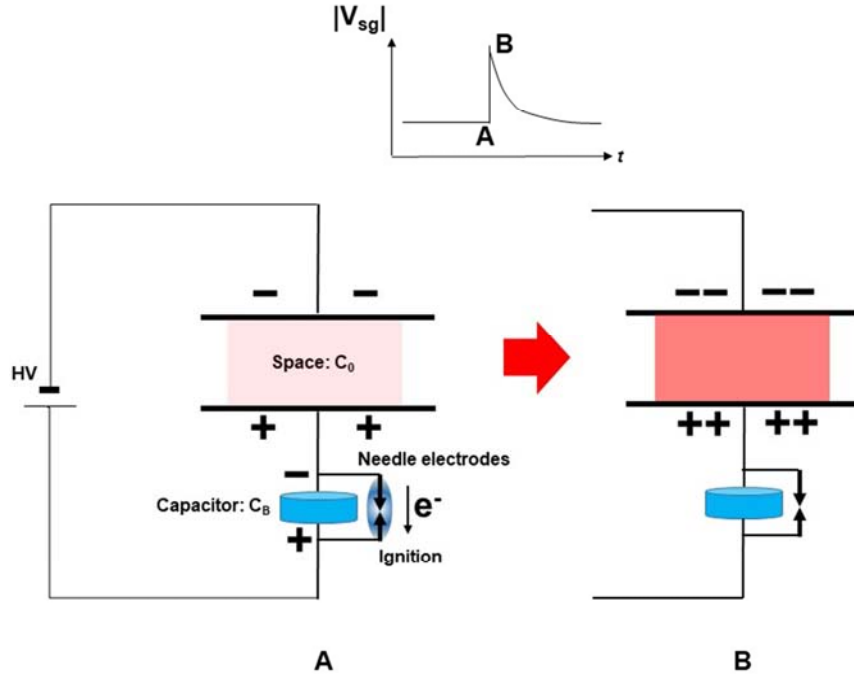 |Vsg|
B
A
t
HV
− −
− − − −
Space: C0
+ +
++ ++
−
Needle electrodes
Capacitor: CB
e-
+
Ignition
A
B